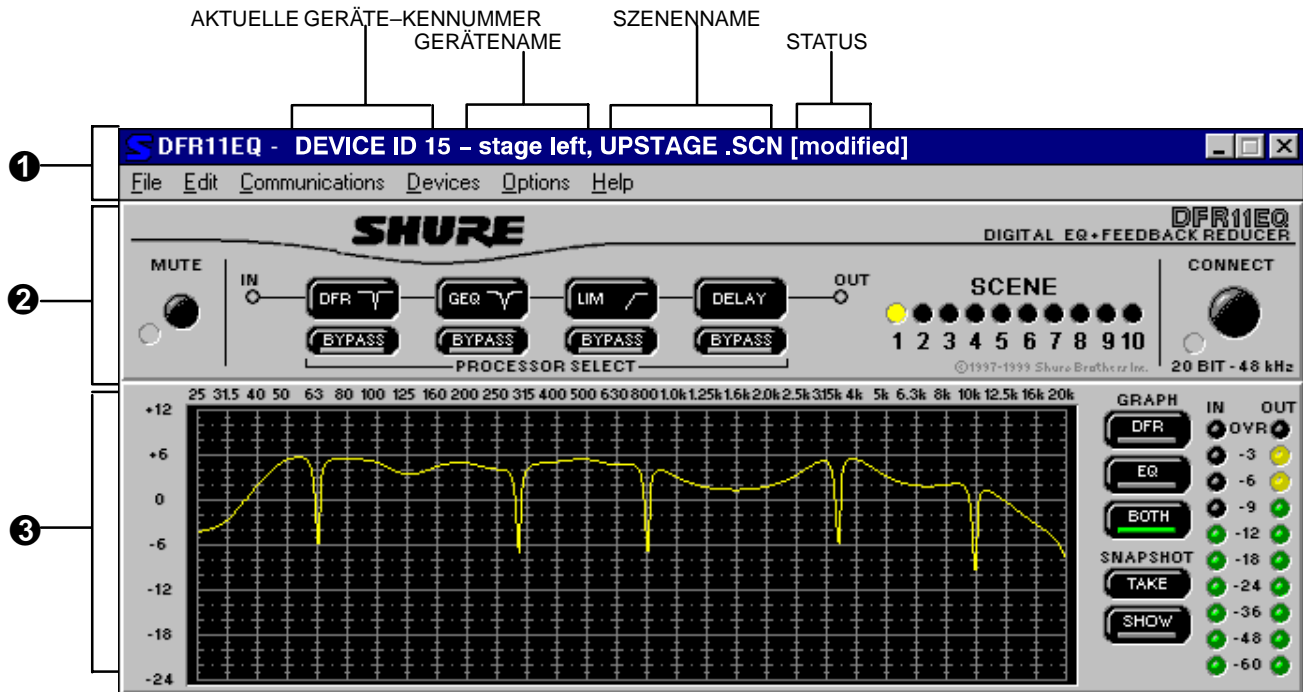 AKTUELLE GERÄTE–KENNUMMER SZENENNAME
GERÄTENAME STATUS
❶
S DFR11EQ - DEVICE ID 15 – stage left, UPSTAGE .SCN [modified]
File Edit Communications Devices Options Help
❷
SHURE
DFR11EQ
DIGITAL EQ+FEEDBACK REDUCER
MUTE
IN
DFR GEQ LIM DELAY
OUT
BYPASS BYPASS BYPASS BYPASS
PROCESSOR SELECT
SCENE
1 2 3 4 5 6 7 8 9 10
©1997-1999 Shure Brothers Inc.
CONNECT
20 BIT - 48 kHz
❸
25 31.5 40 50 63 80 100 125 160 200 250 315 400 500 630 800 1.0k 1.25k 1.6k 2.0k 2.5k 3.15k 4k 5k 6.3k 8k 10k 12.5k 16k 20k
+12
+6
0
-6
-12
-18
-24
GRAPH
DFR
EQ
BOTH
SNAPSHOT
TAKE
SHOW
IN OUT
OVR
-3
-6
-9
-12
-18
-24
-36
-48
-60